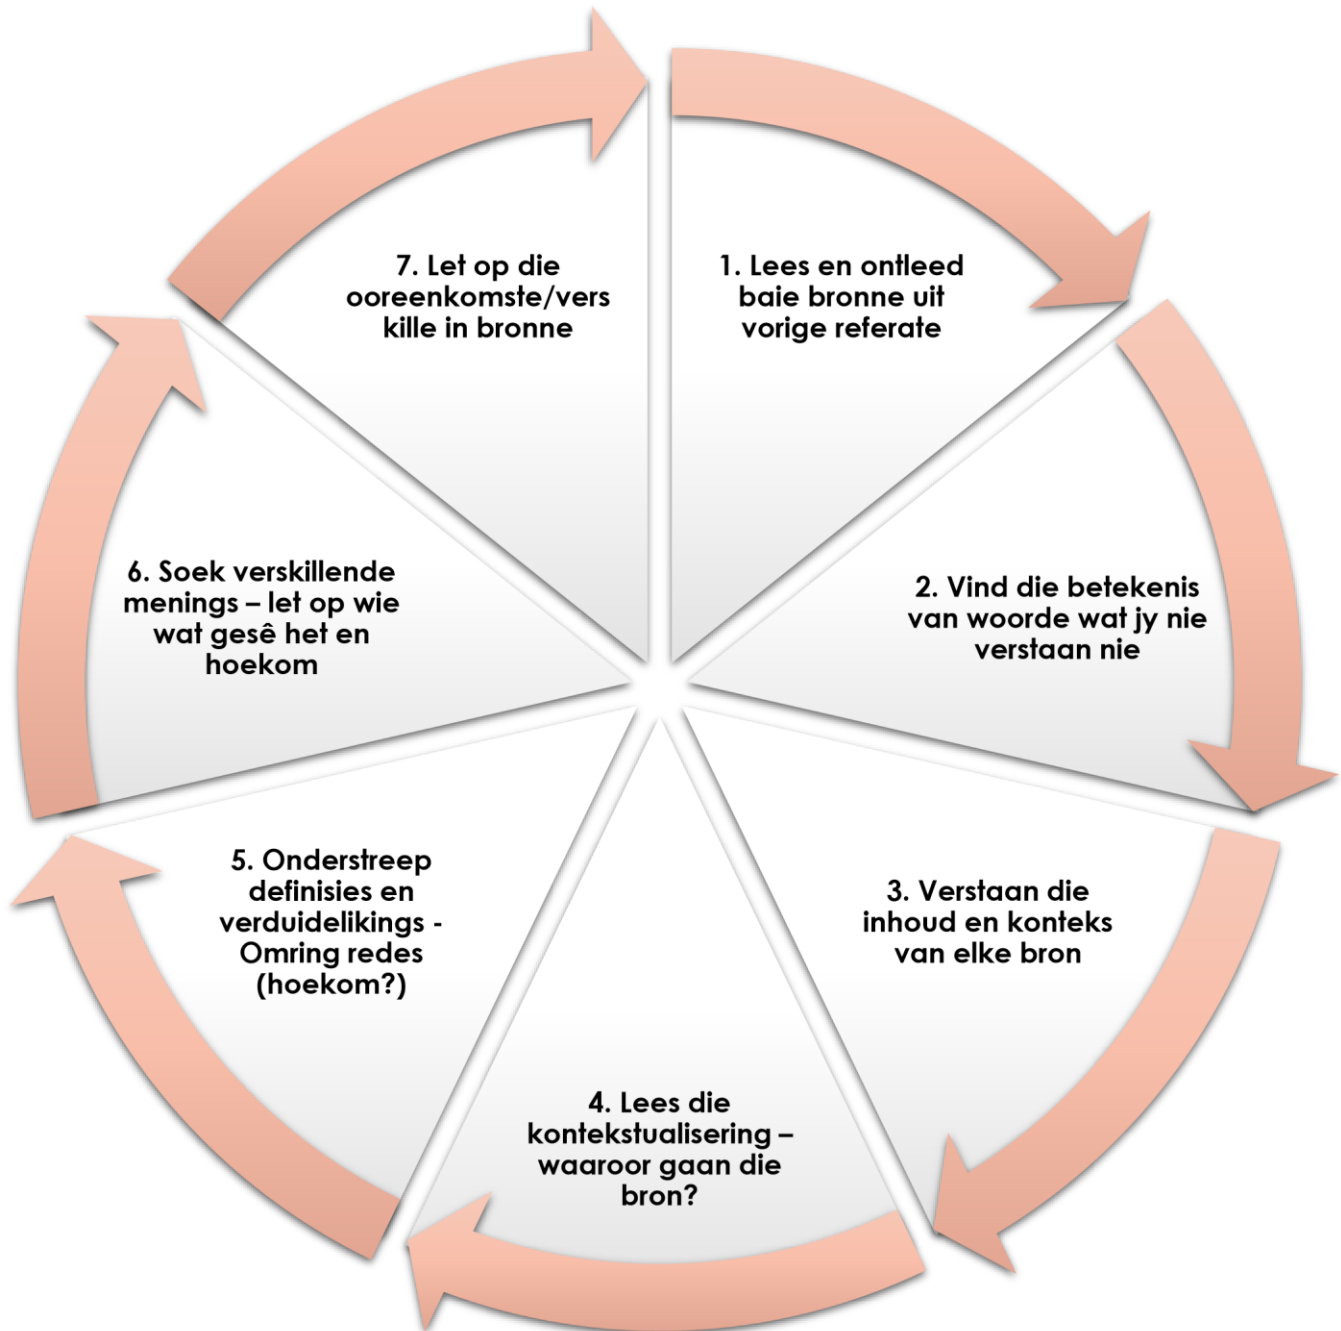 1. Lees en ontleed
baie bronne uit
vorige referate
2. Vind die betekenis
van woorde wat jy nie
verstaan nie
3. Verstaan die
inhoud en konteks
van elke bron
4. Lees die
kontekstualisering –
waaroor gaan die
bron?
5. Onderstreep
definisies en
verduidelikings -
Omring redes
(hoekom?)
6. Soek verskillende
menings – let op wie
wat gesê het en
hoekom
7. Let op die
ooreenkomste/vers
kille in bronne